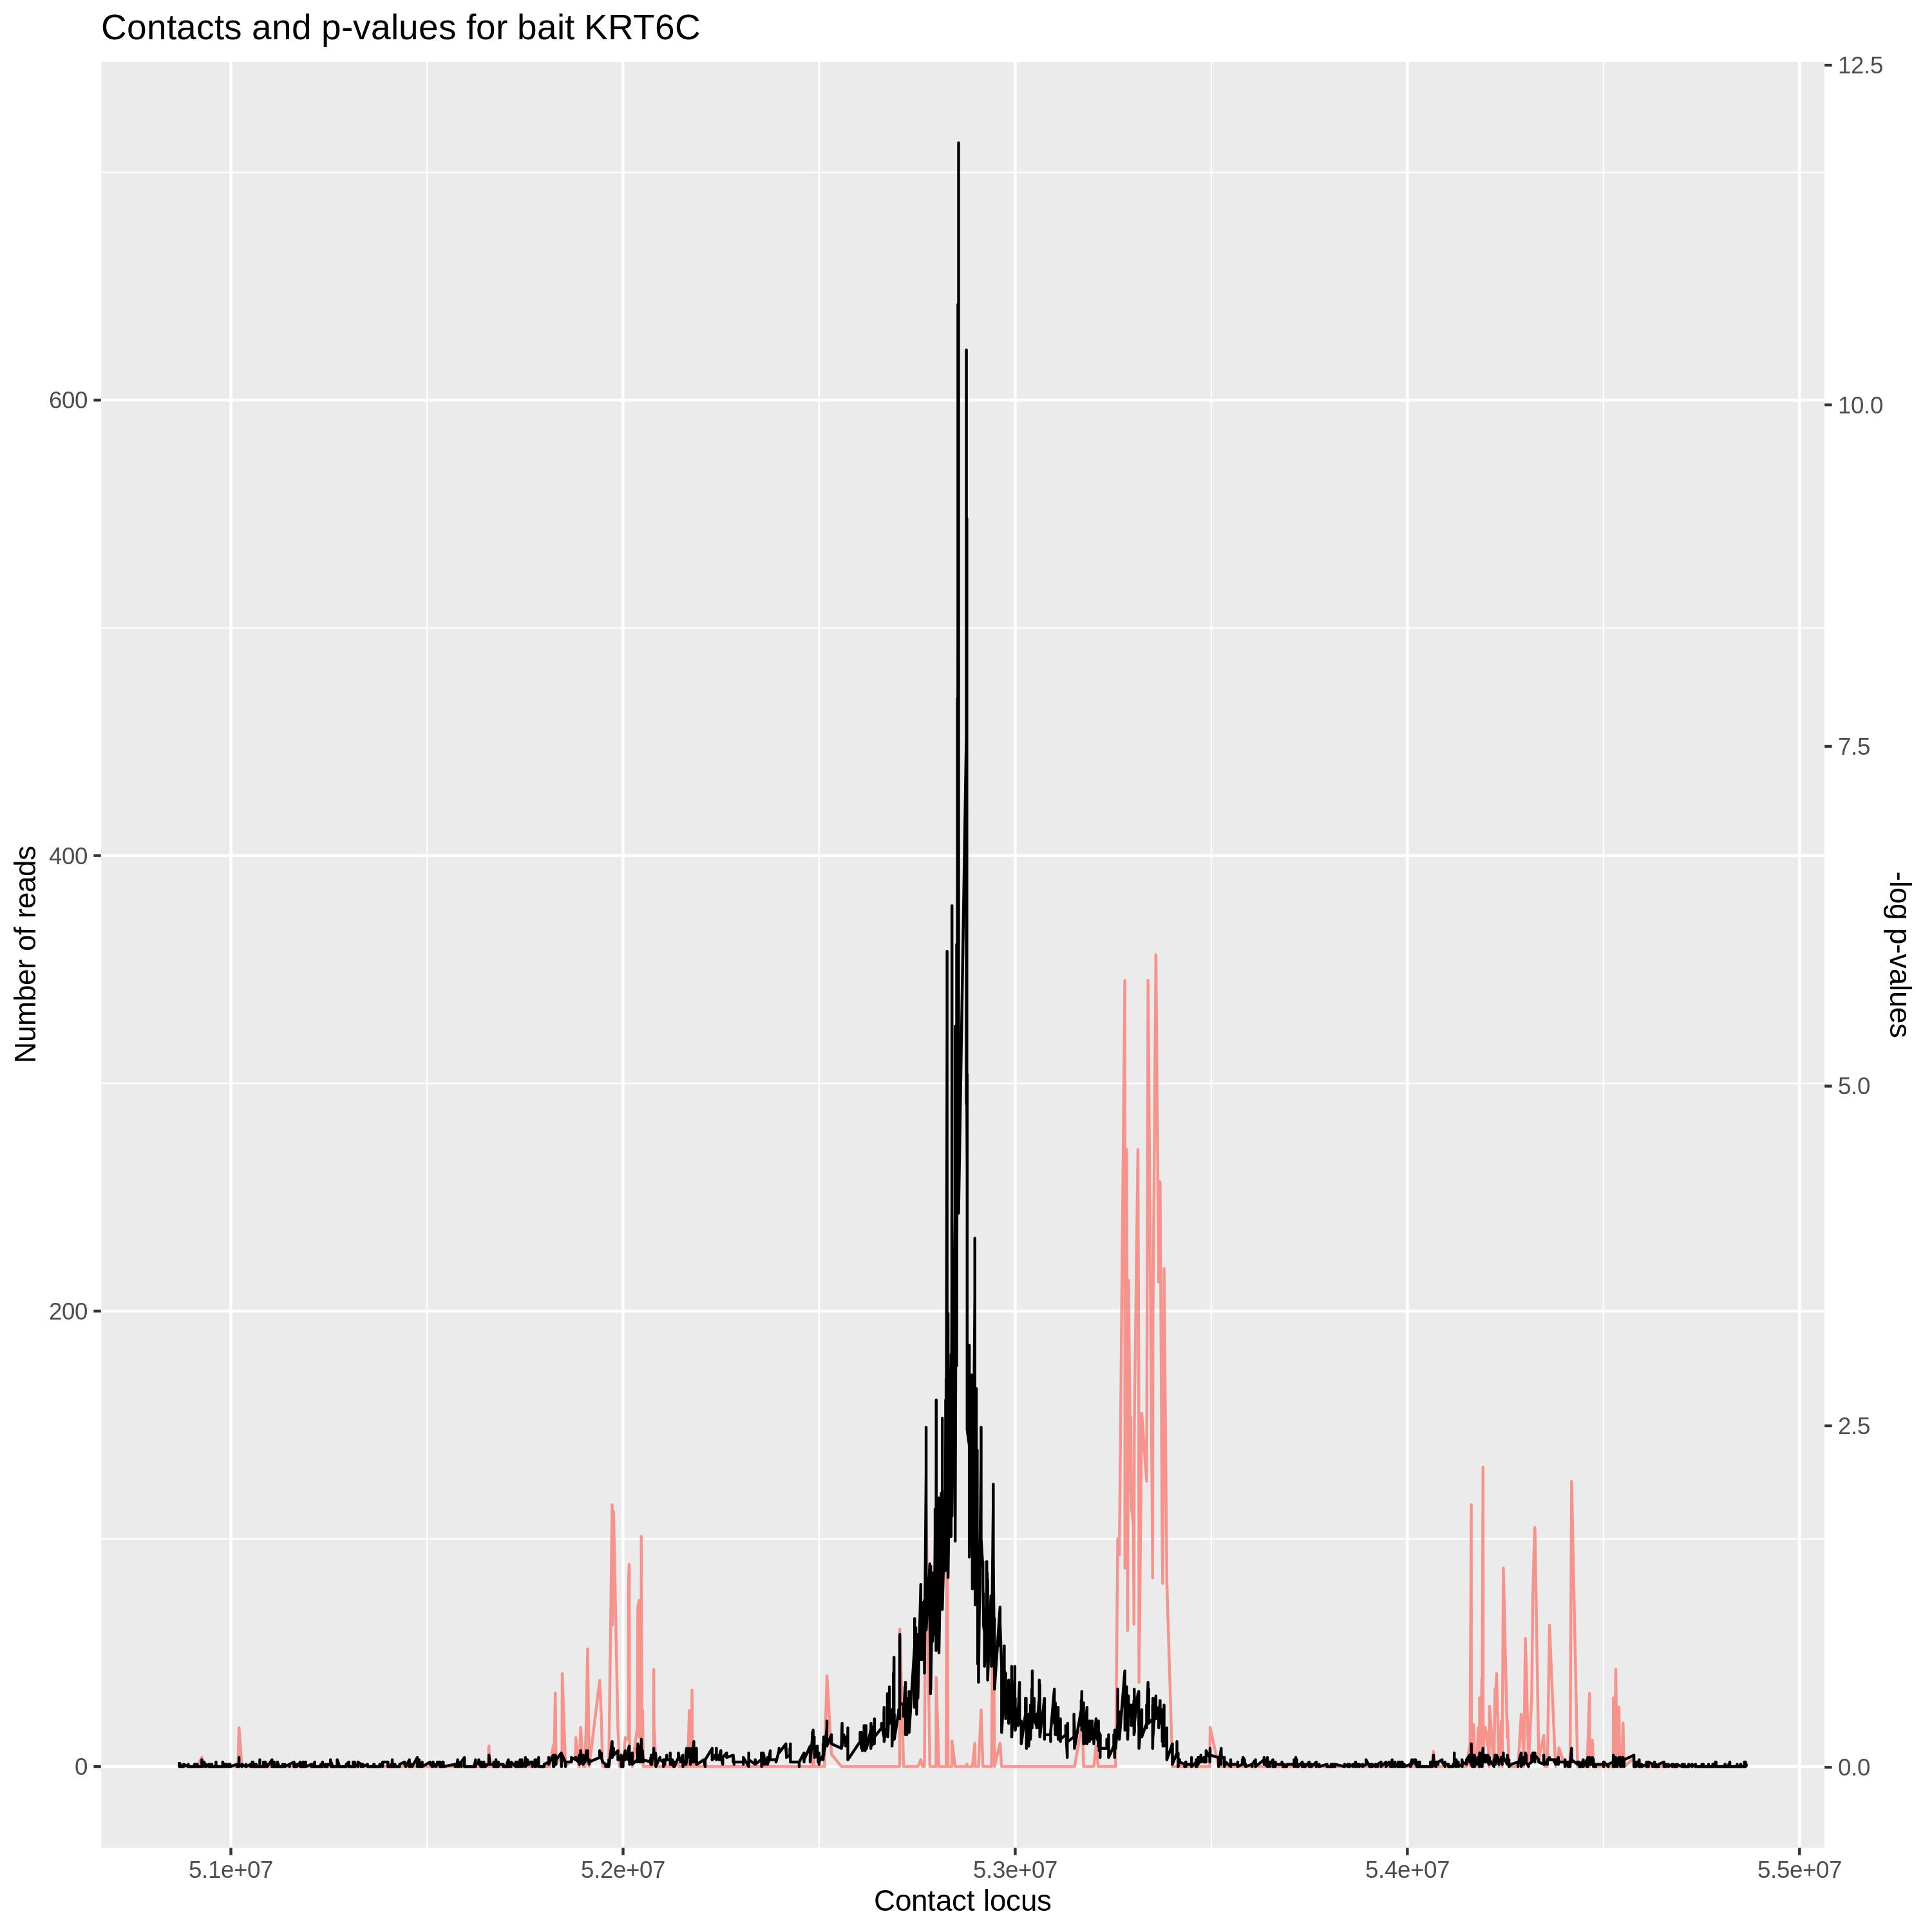 Contacts and p-values for bait KRT6C
12.5
10.0
7.5
5.0
2.5
0.0
-log p-values
600
400
200
0
Number of reads
5.1e+07 5.2e+07 5.3e+07 5.4e+07 5.5e+07
Contact locus